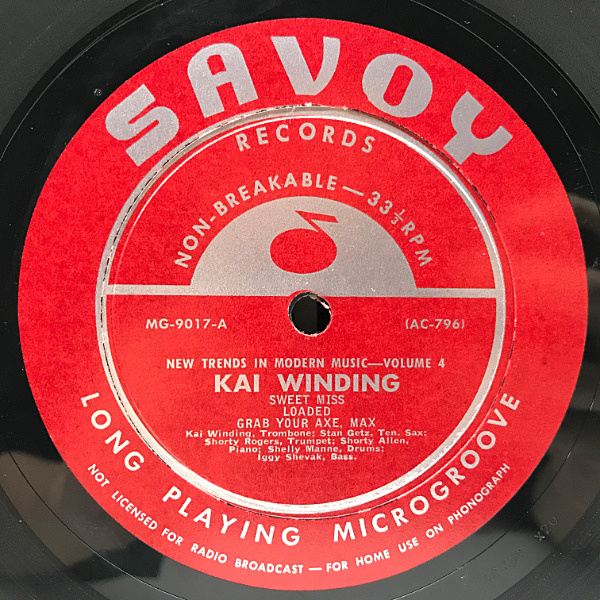 SAVOY
RECORDS
NON-BREAKABLE — 33⅓RPM
MG-9017-A
(AC-796)
NEW TRENDS IN MODERN MUSIC—VOLUME 4
KAI WINDING
SWEET MISS
LOADED
GRAB YOUR AXE, MAX
Kai Winding, Trombone; Stan Getz, Ten. Sax;
Shorty Rogers, Trumpet; Shorty Allen,
Piano; Shelly Manne, Drums;
Iggy Shevak, Bass.
LONG PLAYING MICROGROOVE
NOT LICENSED FOR RADIO BROADCAST — FOR HOME USE ON PHONOGRAPH